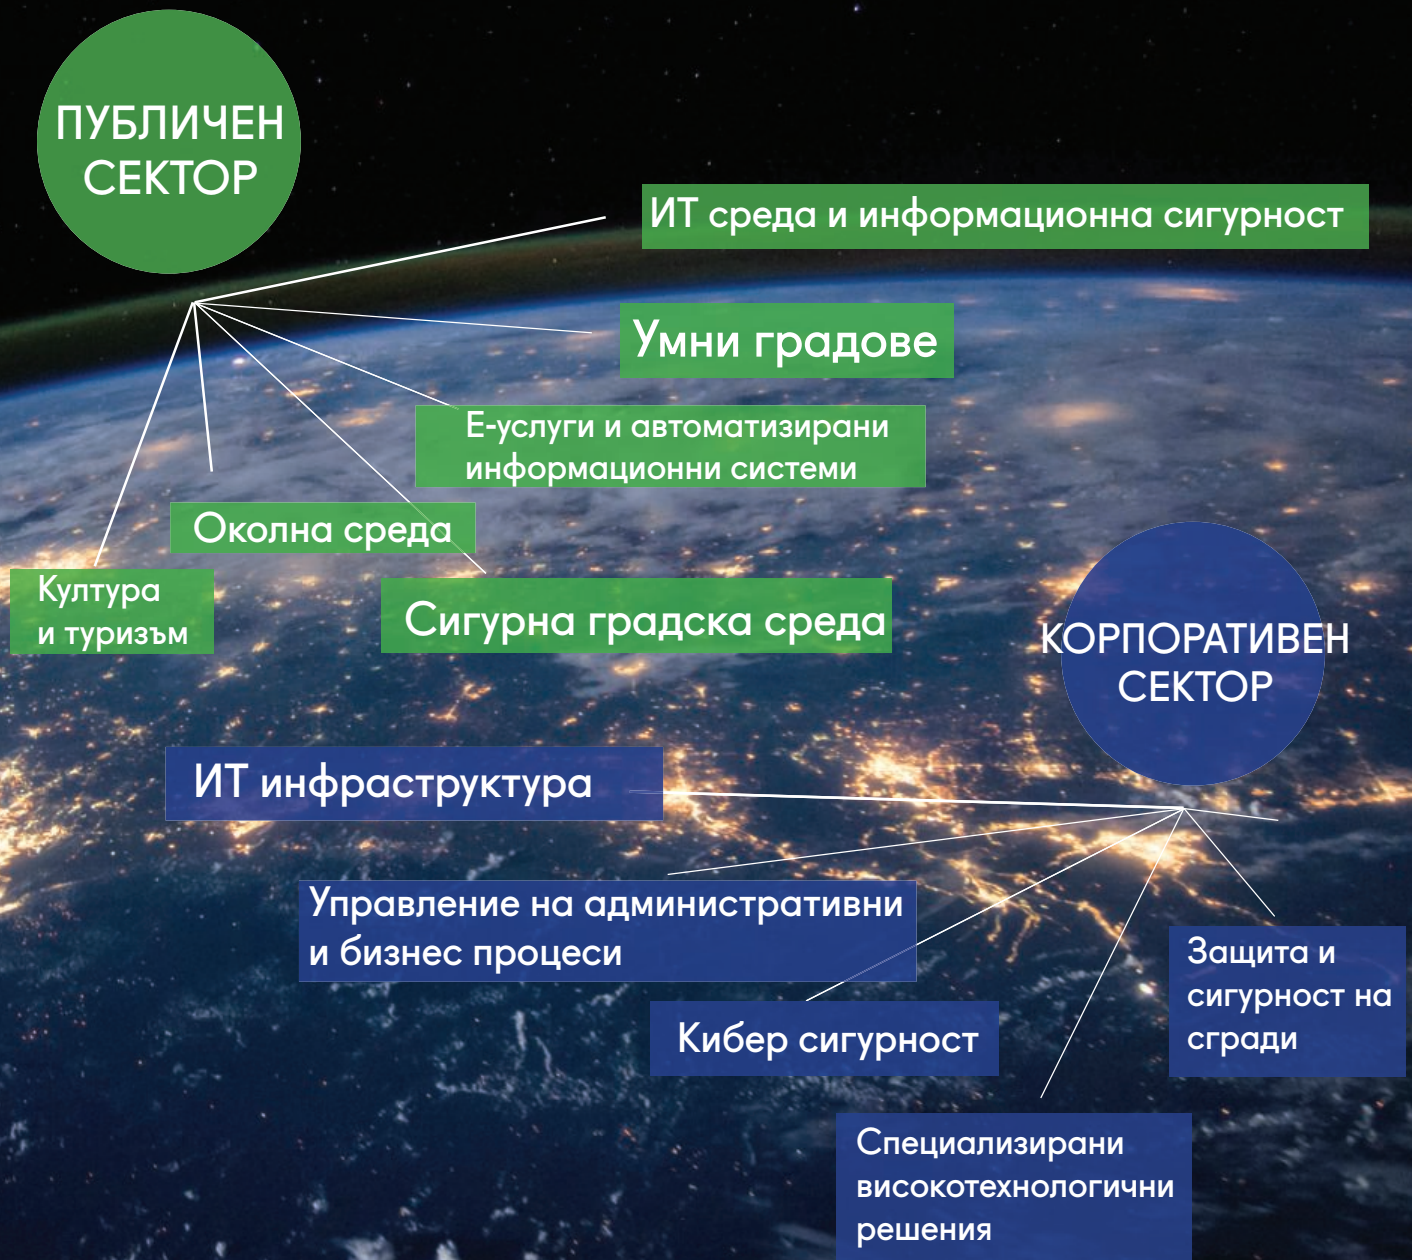 ПУБЛИЧЕН
СЕКТОР
ИТ среда и информационна сигурност
Умни градове
Е-услуги и автоматизирани
информационни системи
Околна среда
Култура
и туризъм
Сигурна градска среда
КОРПОРАТИВЕН
СЕКТОР
ИТ инфраструктура
Управление на административни
и бизнес процеси
Кибер сигурност
Защита и
сигурност на
сгради
Специализирани
високотехнологични
решения